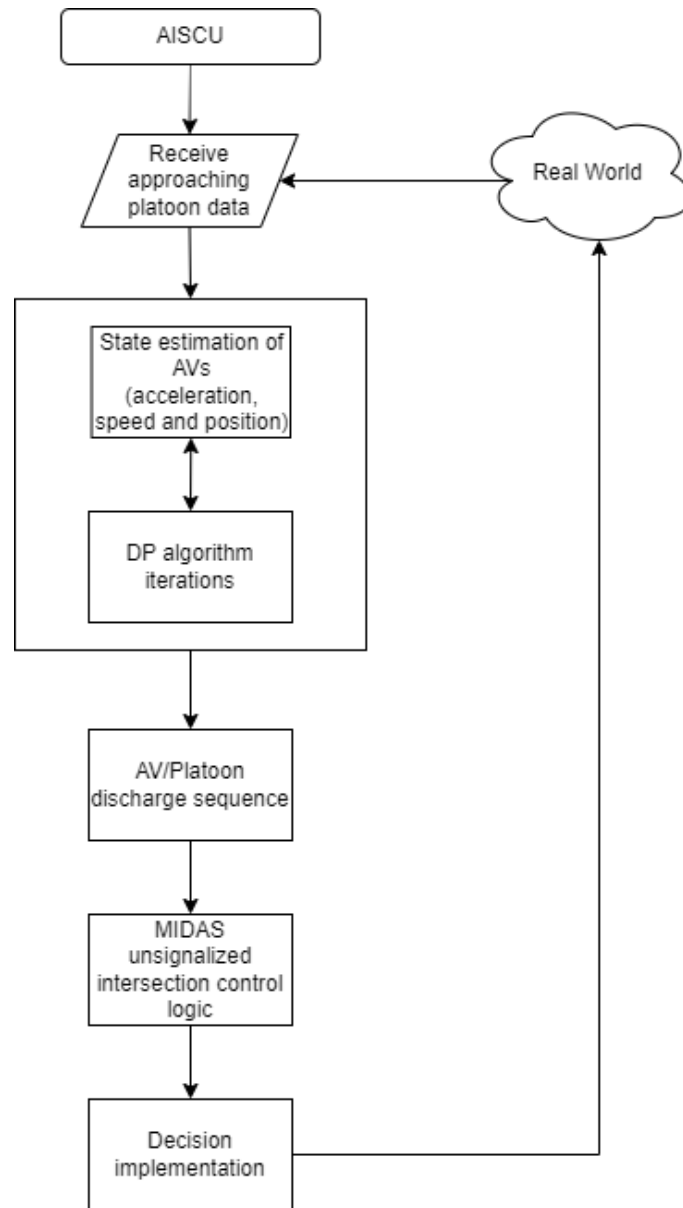 AISCU
Receive
approaching
platoon data
Real World
State estimation of
AVs
(acceleration,
speed and position)
DP algorithm
iterations
AV/Platoon
discharge sequence
MIDAS
unsignalized
intersection control
logic
Decision
implementation